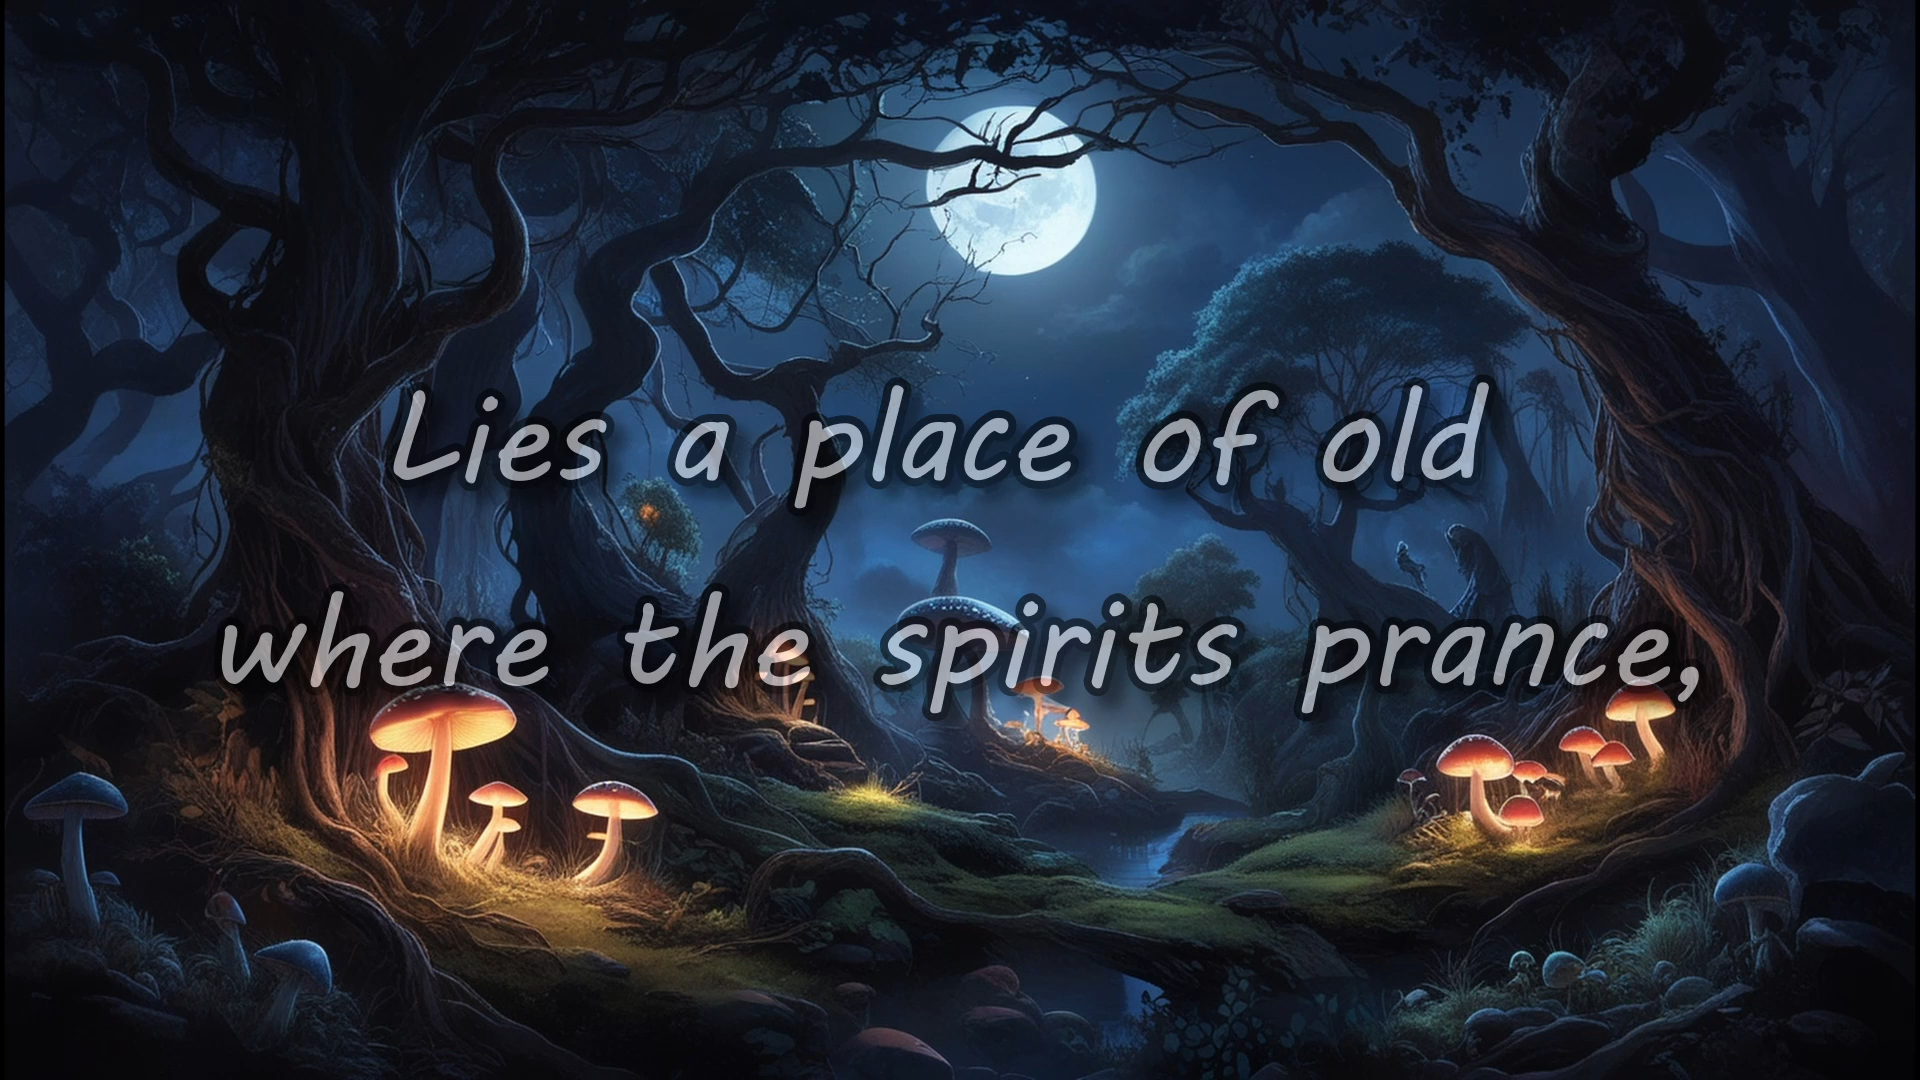 Lies a place of old
where the spirits prance,